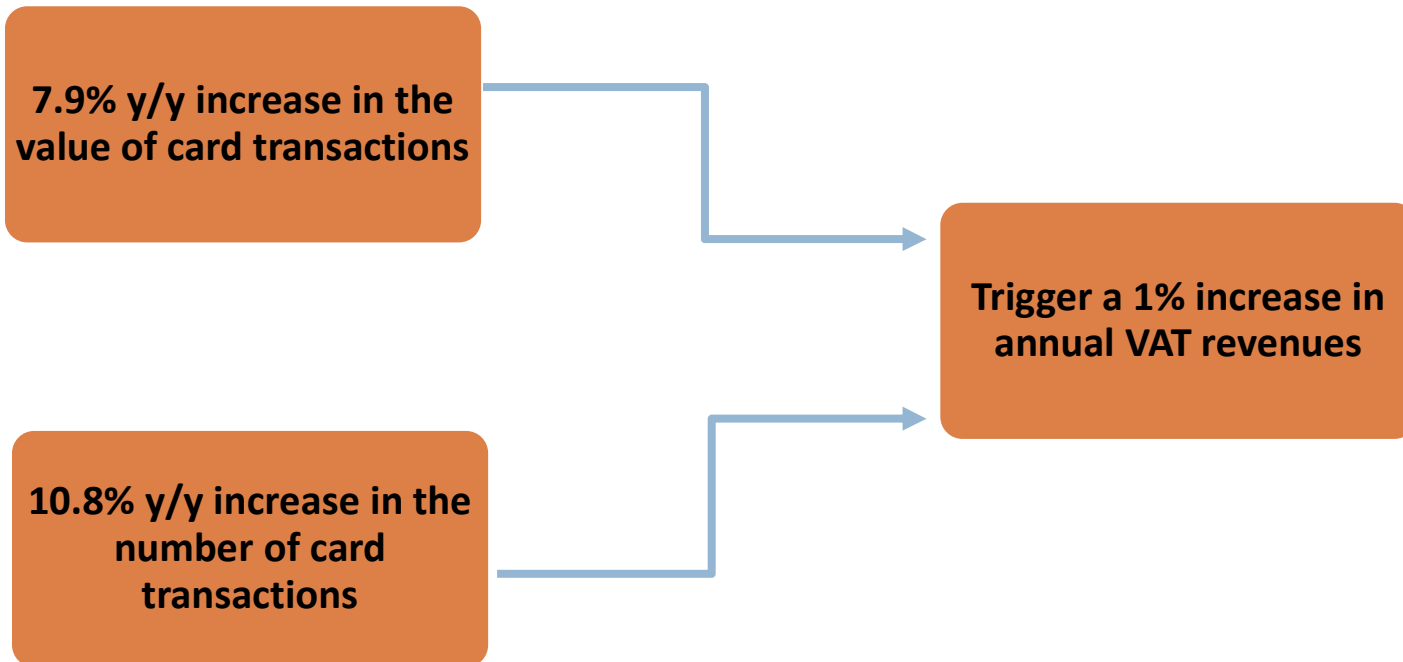 7.9% y/y increase in the
value of card transactions
Trigger a 1% increase in
annual VAT revenues
10.8% y/y increase in the
number of card
transactions